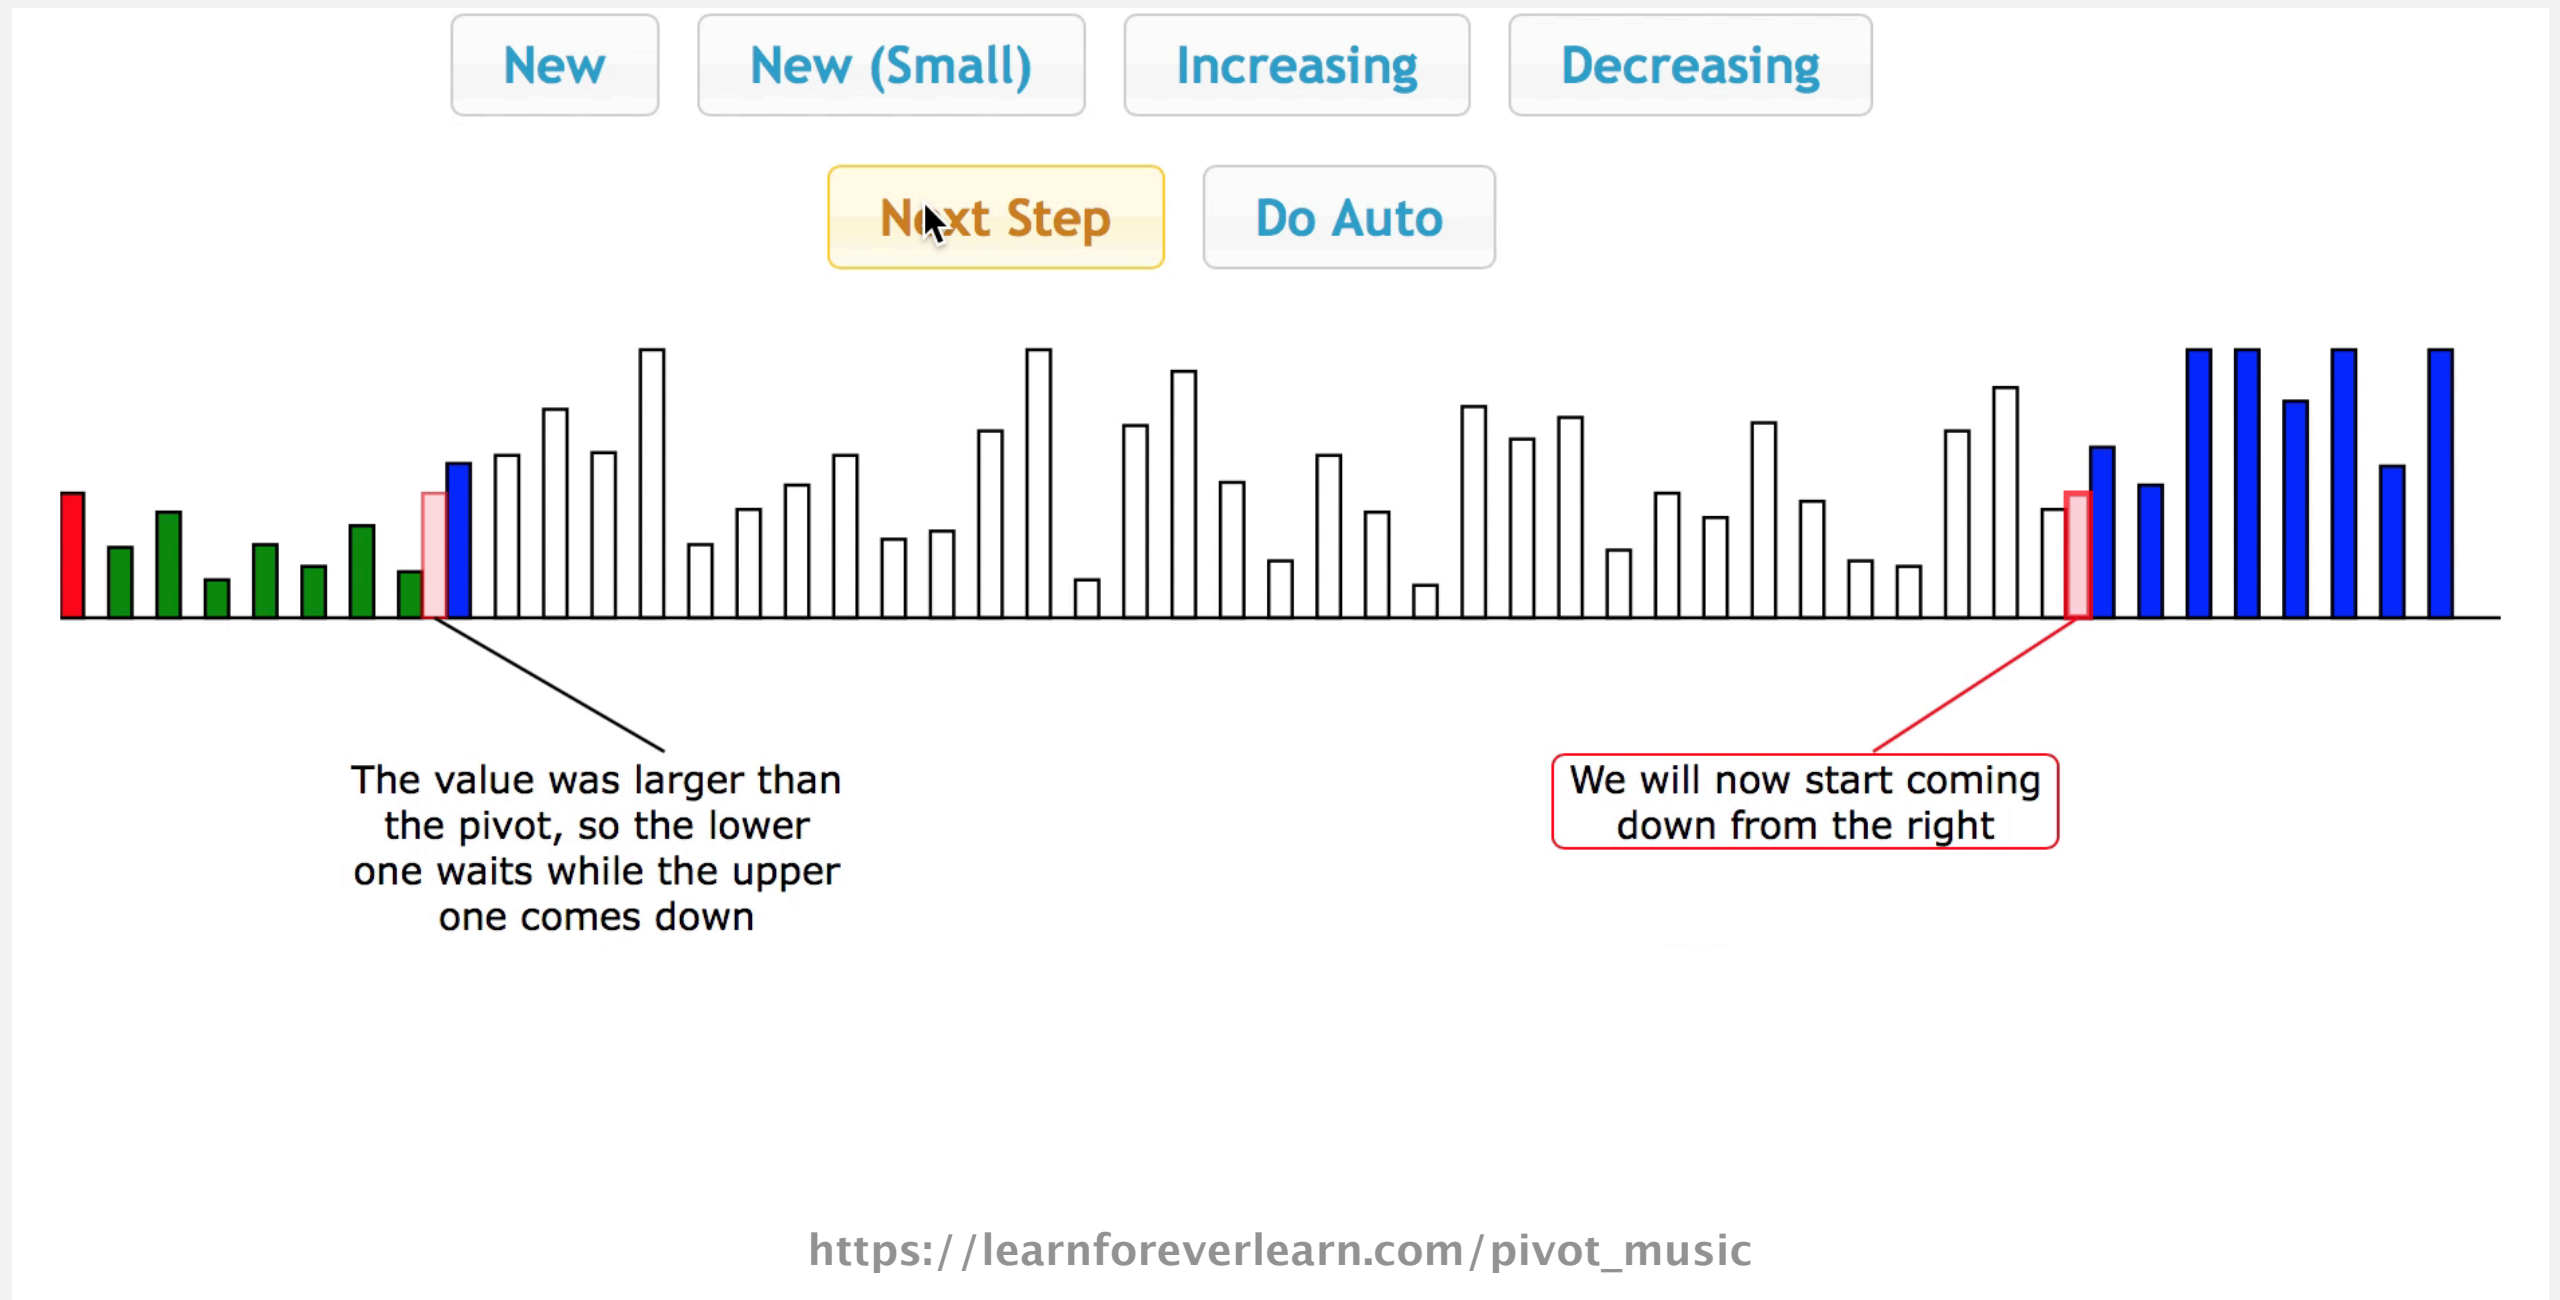 New
New (Small)
Increasing
Decreasing
Next Step
Do Auto
The value was larger than
the pivot, so the lower
one waits while the upper
one comes down
We will now start coming
down from the right
https://learnforeverlearn.com/pivot_music